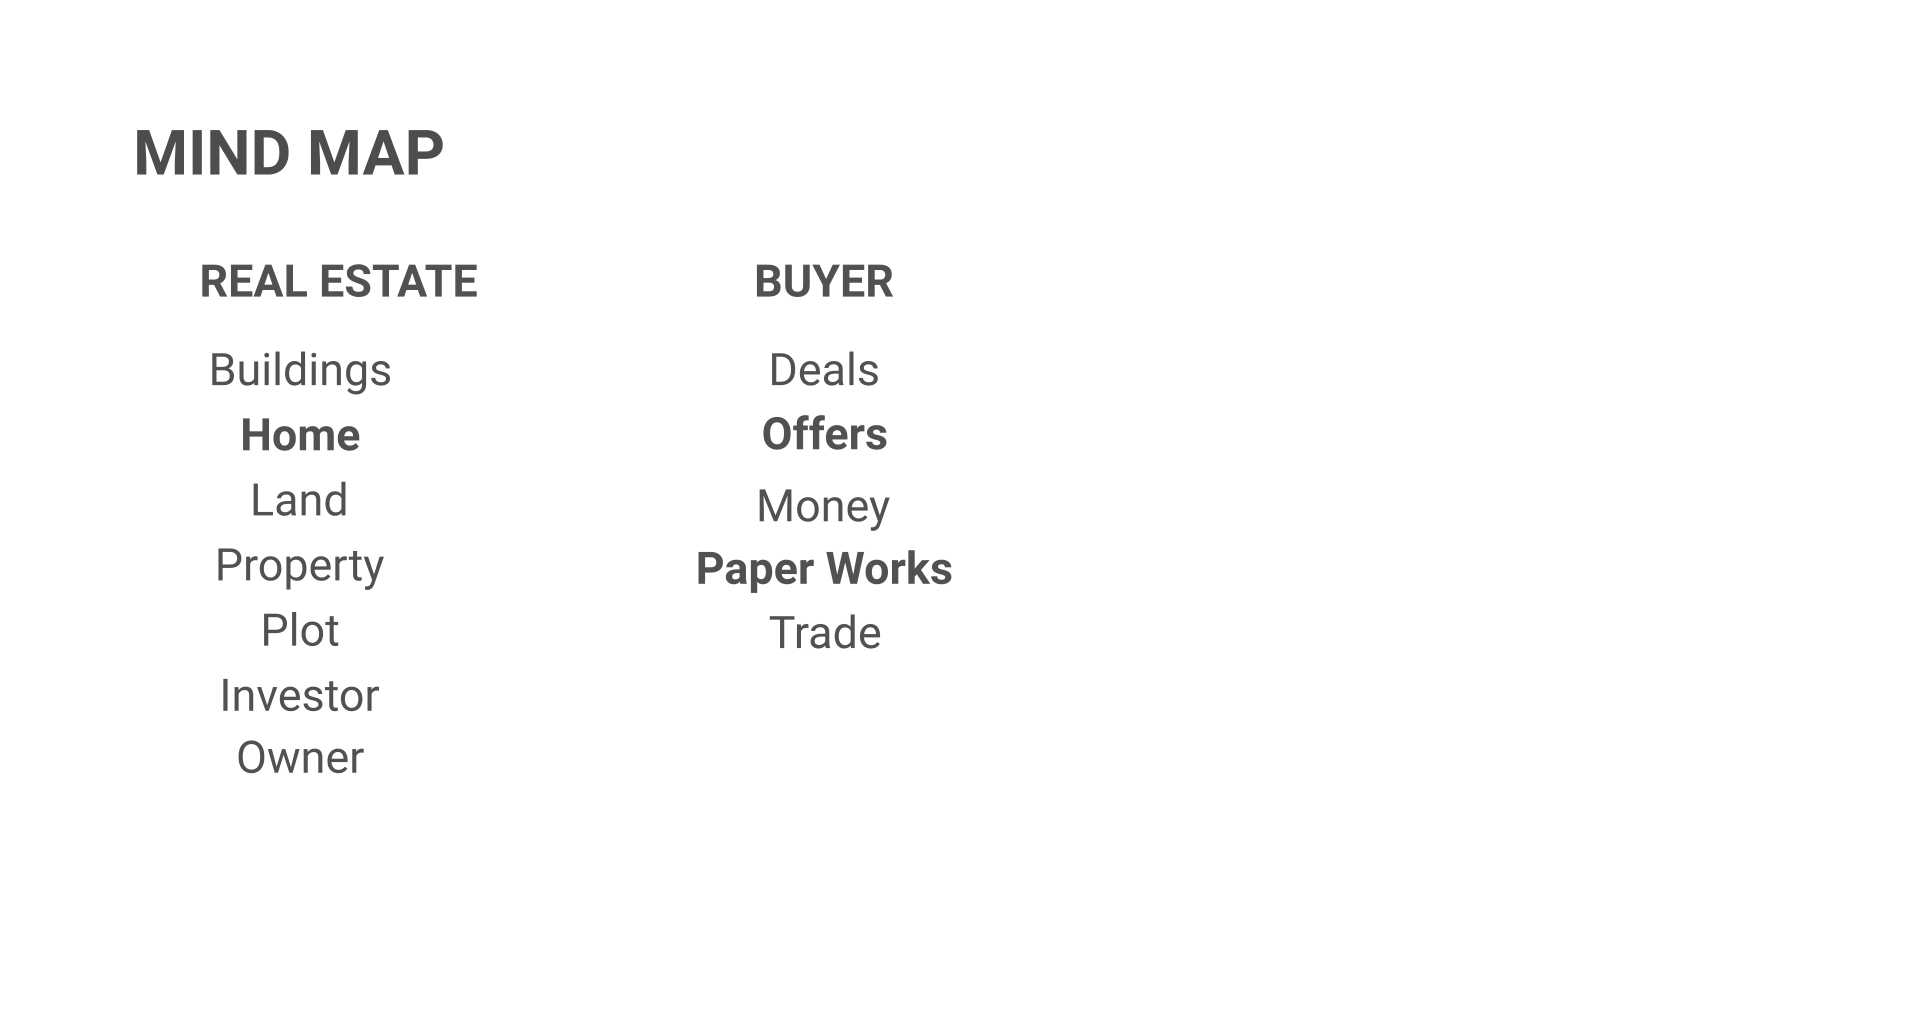 MIND MAP
REAL ESTATE
Buildings
Home
Land
Property
Plot
Investor
Owner
BUYER
Deals
Offers
Money
Paper Works
Trade